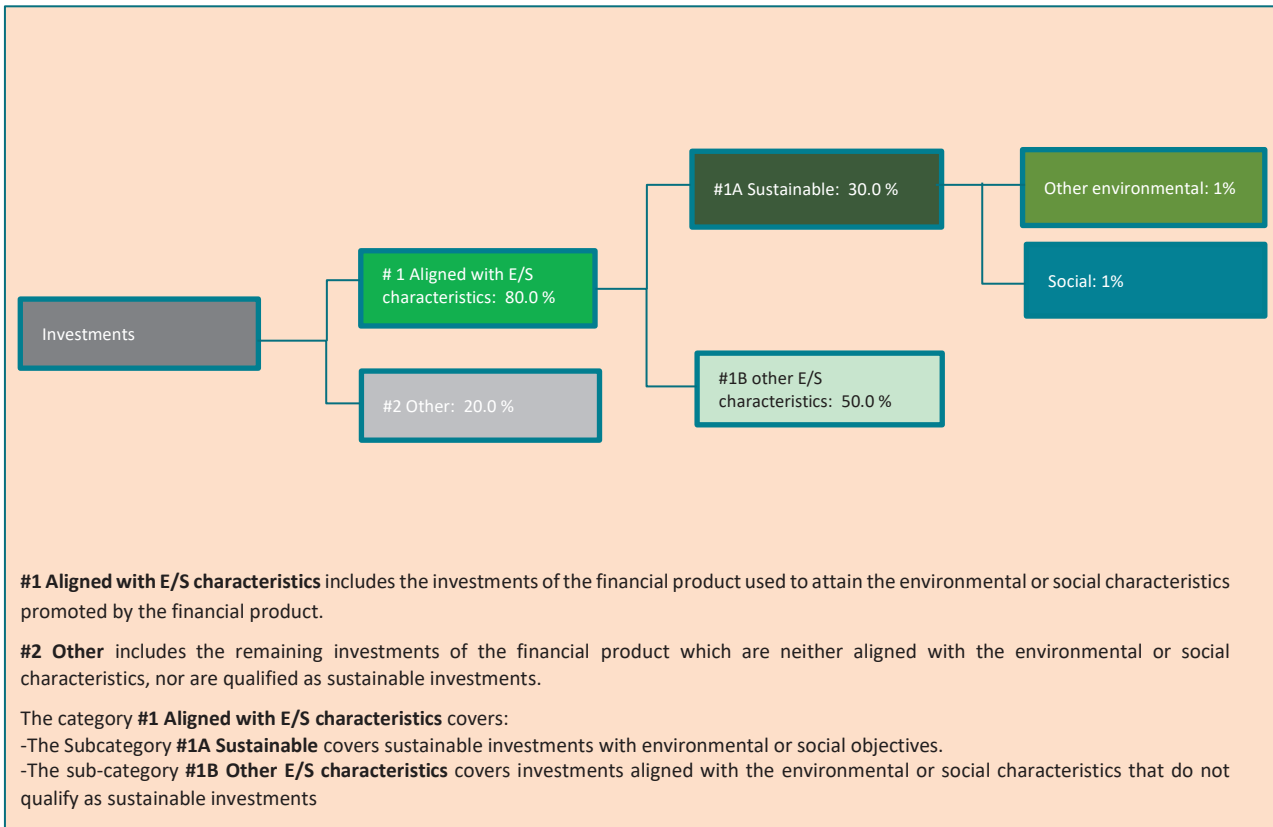 #1A Sustainable: 30.0 %
Other environmental: 1%
# 1 Aligned with E/S
characteristics: 80.0 %
Social: 1%
Investments
#2 Other: 20.0 %
#1B other E/S
characteristics: 50.0 %
#1 Aligned with E/S characteristics includes the investments of the financial product used to attain the environmental or social characteristics
promoted by the financial product.
#2 Other includes the remaining investments of the financial product which are neither aligned with the environmental or social
characteristics, nor are qualified as sustainable investments.
The category #1 Aligned with E/S characteristics covers:
-The Subcategory #1A Sustainable covers sustainable investments with environmental or social objectives.
-The sub-category #1B Other E/S characteristics covers investments aligned with the environmental or social characteristics that do not
qualify as sustainable investments